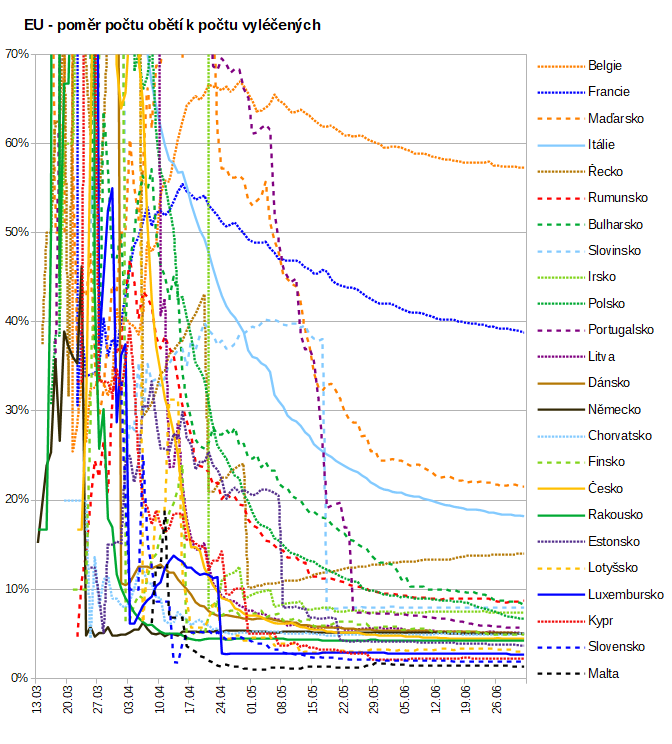 EU - poměr počtu obětí k počtu vyléčených
70%
60%
50%
40%
30%
20%
10%
0%
13.03
20.03
27.03
03.04
10.04
17.04
24.04
01.05
08.05
15.05
22.05
29.05
05.06
12.06
19.06
26.06
Belgie
Francie
Maďarsko
Itálie
Řecko
Rumunsko
Bulharsko
Slovinsko
Irsko
Polsko
Portugalsko
Litva
Dánsko
Německo
Chorvatsko
Finsko
Česko
Rakousko
Estonsko
Lotyšsko
Luxembursko
Kypr
Slovensko
Malta